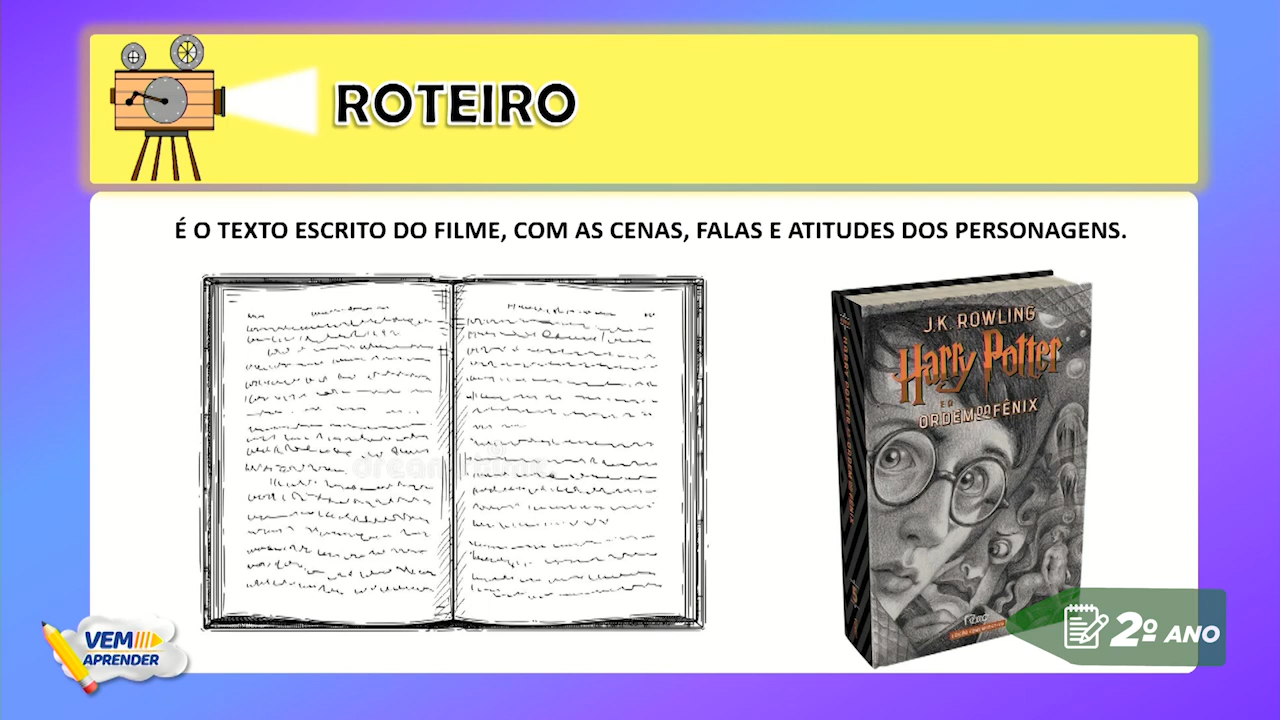 ROTEIRO
É O TEXTO ESCRITO DO FILME, COM AS CENAS, FALAS E ATITUDES DOS PERSONAGENS.
J.K. ROWLING
Harry Potter
E A
ORDEM DA FÊNIX
VEM
APRENDER
2º ANO